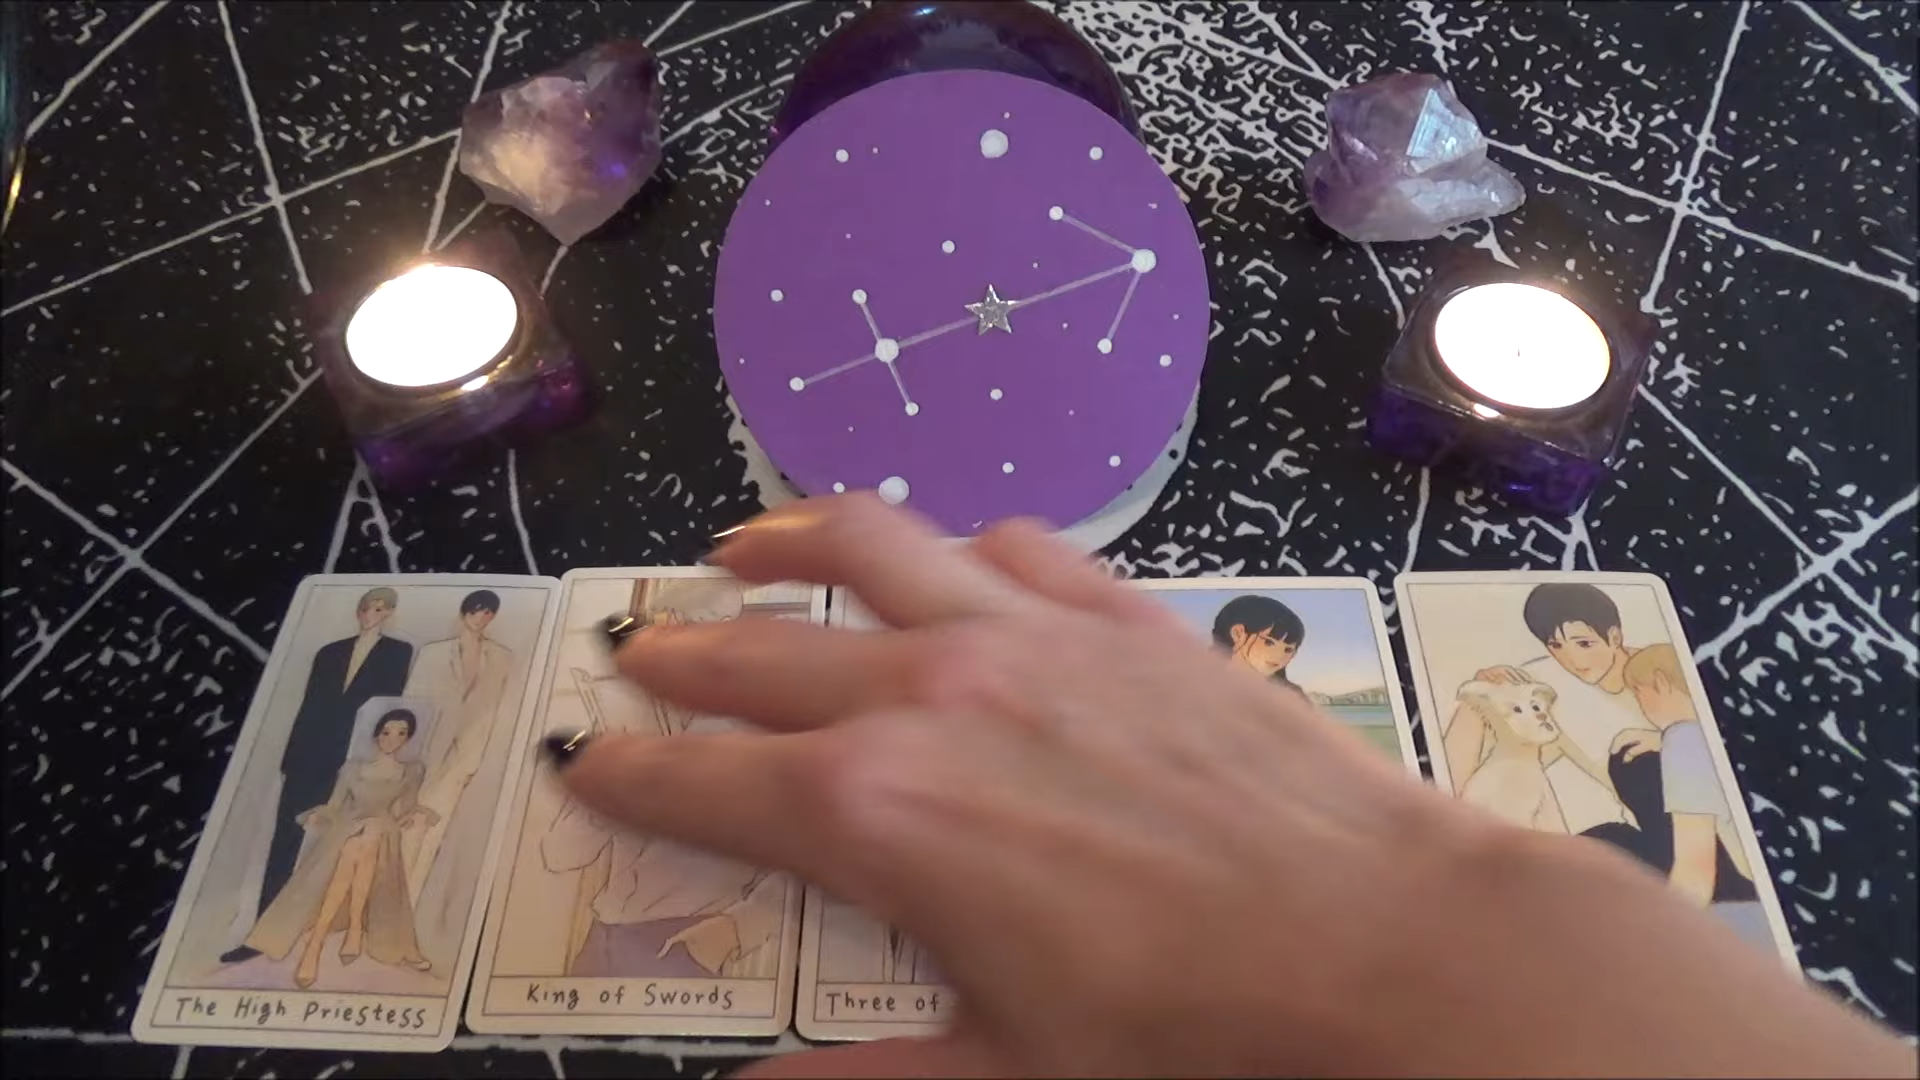 The High Priestess
King of Swords
Three of